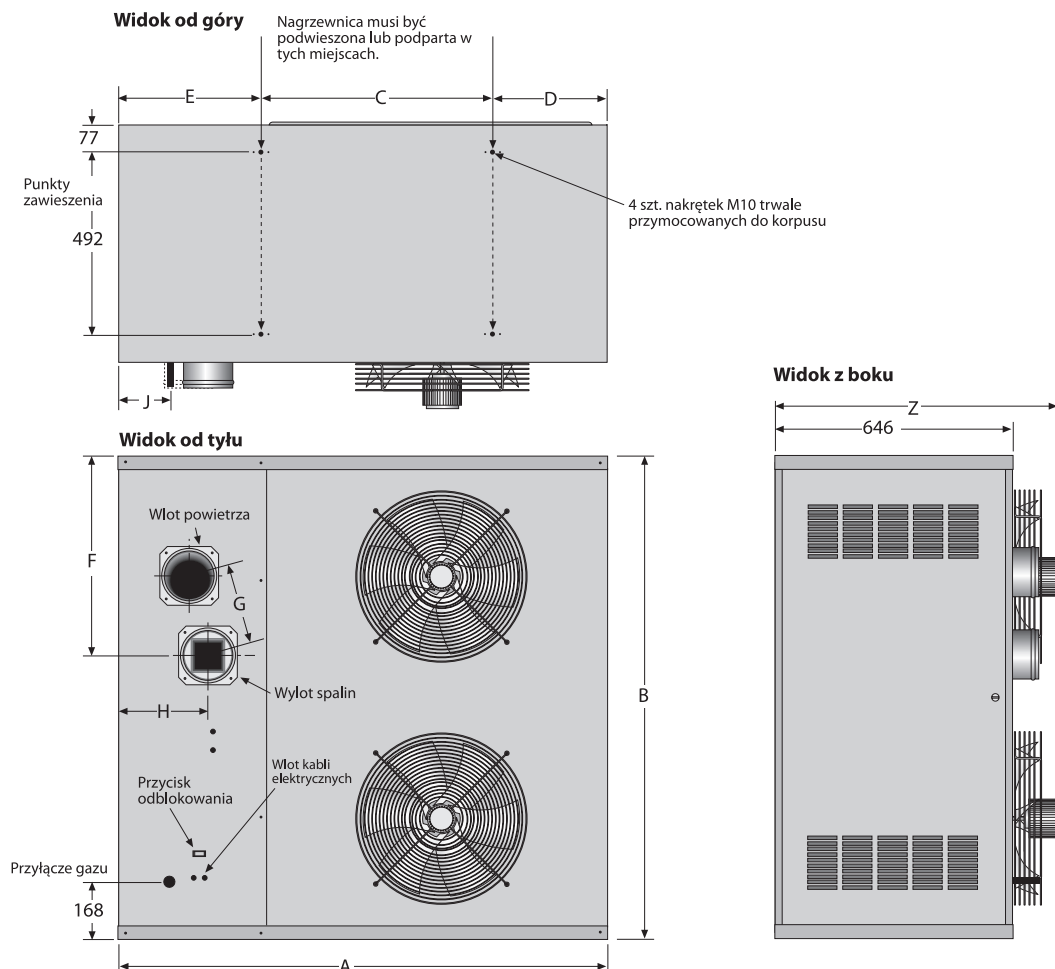 Widok od góry
Nagrzewnica musi być
podwieszona lub podparta w
tych miejscach.
E
C
D
77
Punkty
zawieszenia
492
4 szt. nakrętek M10 trwale
przymocowanych do korpusu
J
Widok z boku
Z
646
Widok od tyłu
Wlot powietrza
F
G
Wylot spalin
B
H
Wlot kabli
elektrycznych
Przycisk
odblokowania
Przyłącze gazu
168
A